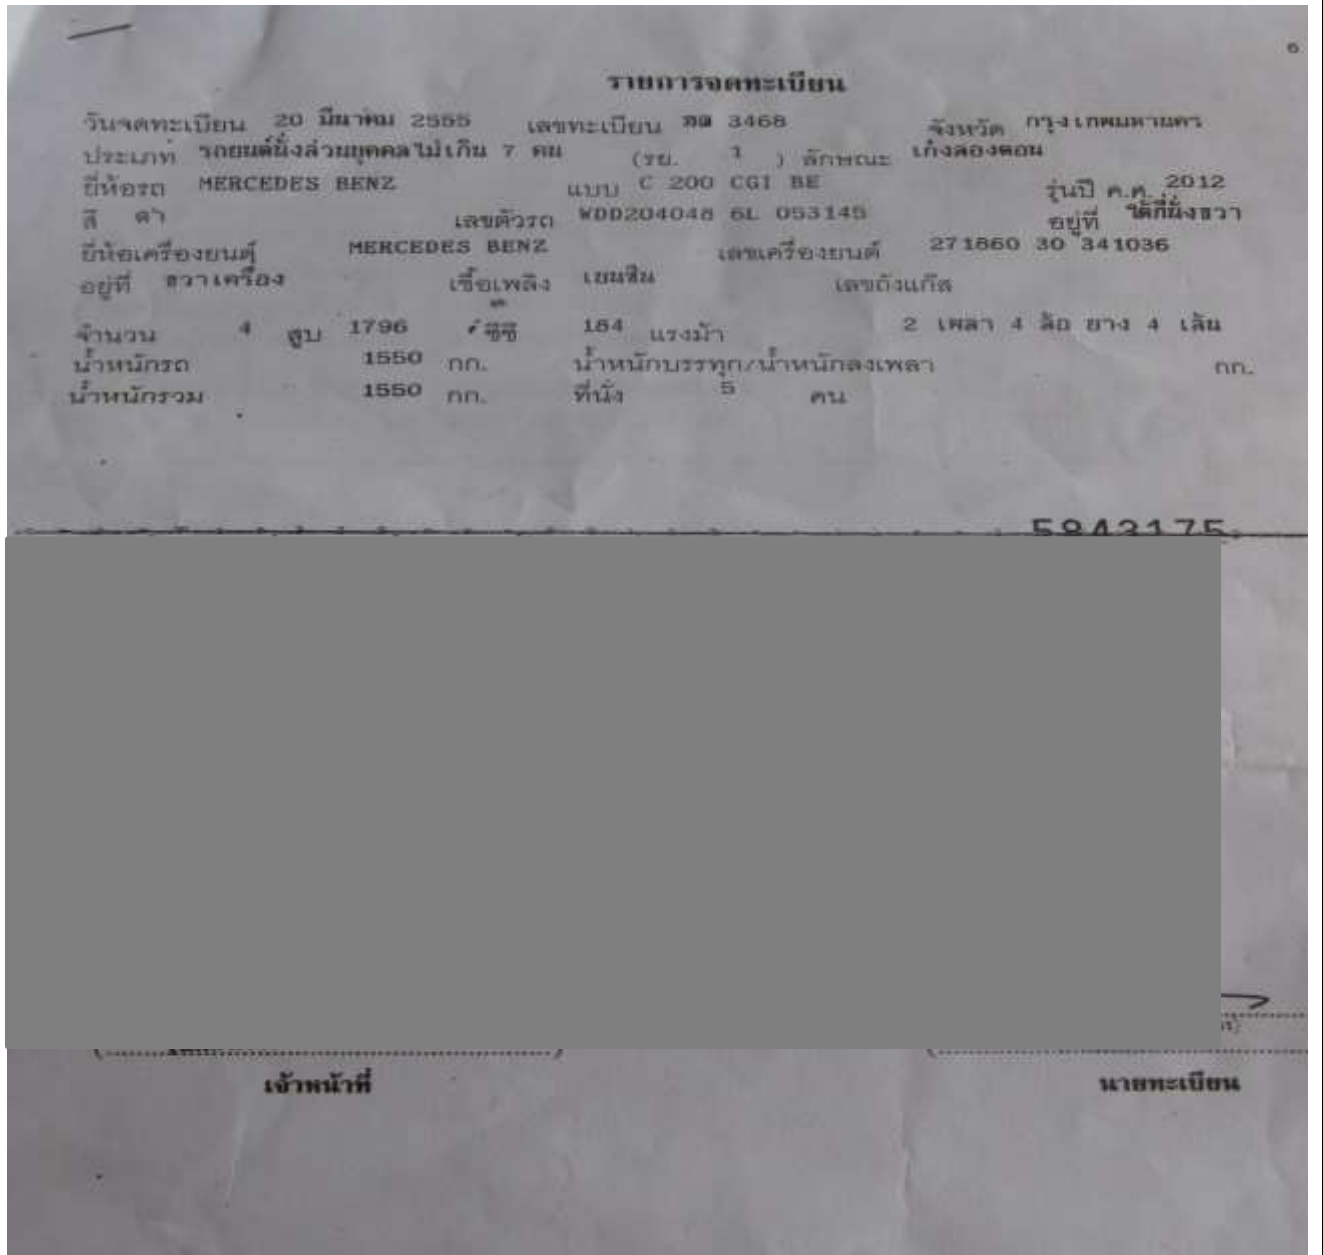 6
รายการจดทะเบียน
วันจดทะเบียน 20 มีนาคม 2555 เลขทะเบียน 3468 จังหวัด กรุงเทพมหานคร
ประเภท รถยนต์นั่งส่วนบุคคลไม่เกิน 7 คน (รย. 1 ) ลักษณะ เก๋งสองตอน
ยี่ห้อรถ MERCEDES BENZ แบบ C 200 CGI BE รุ่นปี ค.ศ. 2012
สี ดำ เลขตัวรถ WDD204048 6L 053145 อยู่ที่ ใต้ที่นั่งขวา
ยี่ห้อเครื่องยนต์ MERCEDES BENZ เลขเครื่องยนต์ 271860 30 341036
อยู่ที่ ขวาเครื่อง เชื้อเพลิง เบนซิน เลขถังแก๊ส
จำนวน 4 สูบ 1796 ซีซี 184 แรงม้า 2 เพลา 4 ล้อ ยาง 4 เส้น
น้ำหนักรถ 1550 กก. น้ำหนักบรรทุก/น้ำหนักลงเพลา กก.
น้ำหนักรวม 1550 กก. ที่นั่ง 5 คน
5843175
เจ้าหน้าที่ นายทะเบียน